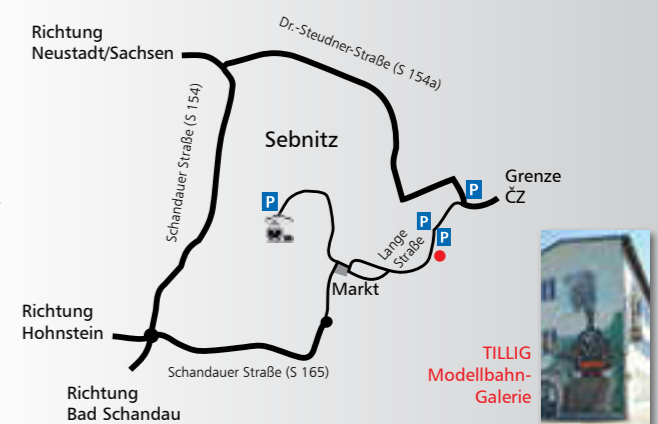 Richtung
Neustadt/Sachsen
Dr.-Steudner-Straße (S 154a)
Schandauer Straße (S 154)
Sebnitz
P
Grenze
ČZ
P
P
P
Lange
Straße
Markt
Richtung
Hohnstein
Schandauer Straße (S 165)
Richtung
Bad Schandau
TILLIG
Modellbahn-
Galerie